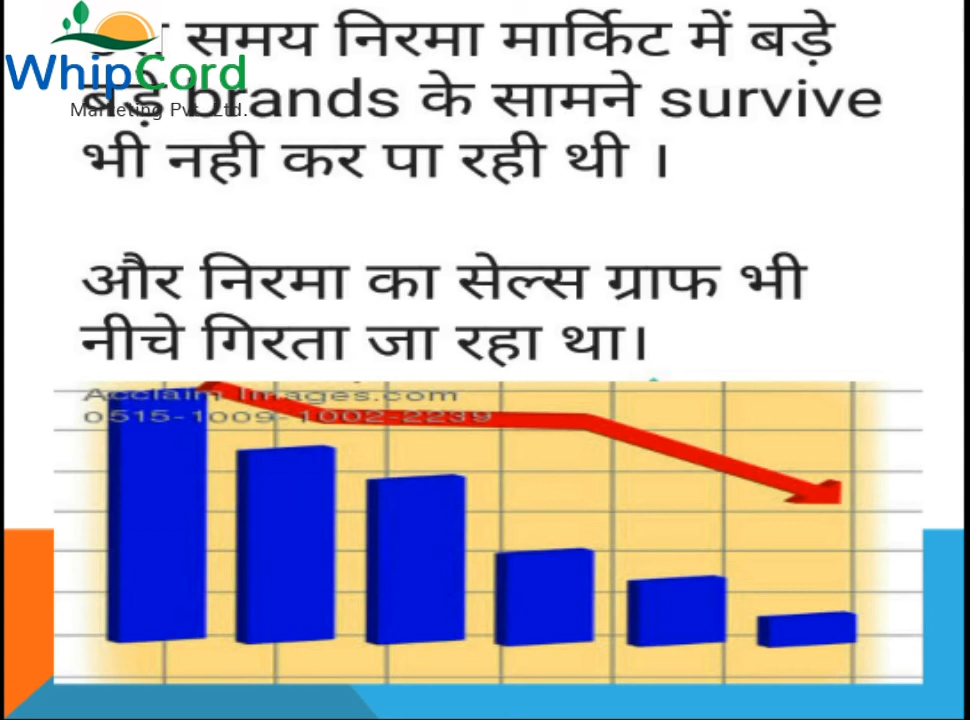 WhipCord
Marketing Pvt. Ltd.
समय निरमा मार्किट में बड़े
बड़े brands के सामने survive
भी नही कर पा रही थी ।
और निरमा का सेल्स ग्राफ भी
नीचे गिरता जा रहा था।
Acclaim Images.com
0515-1009-1002-2239